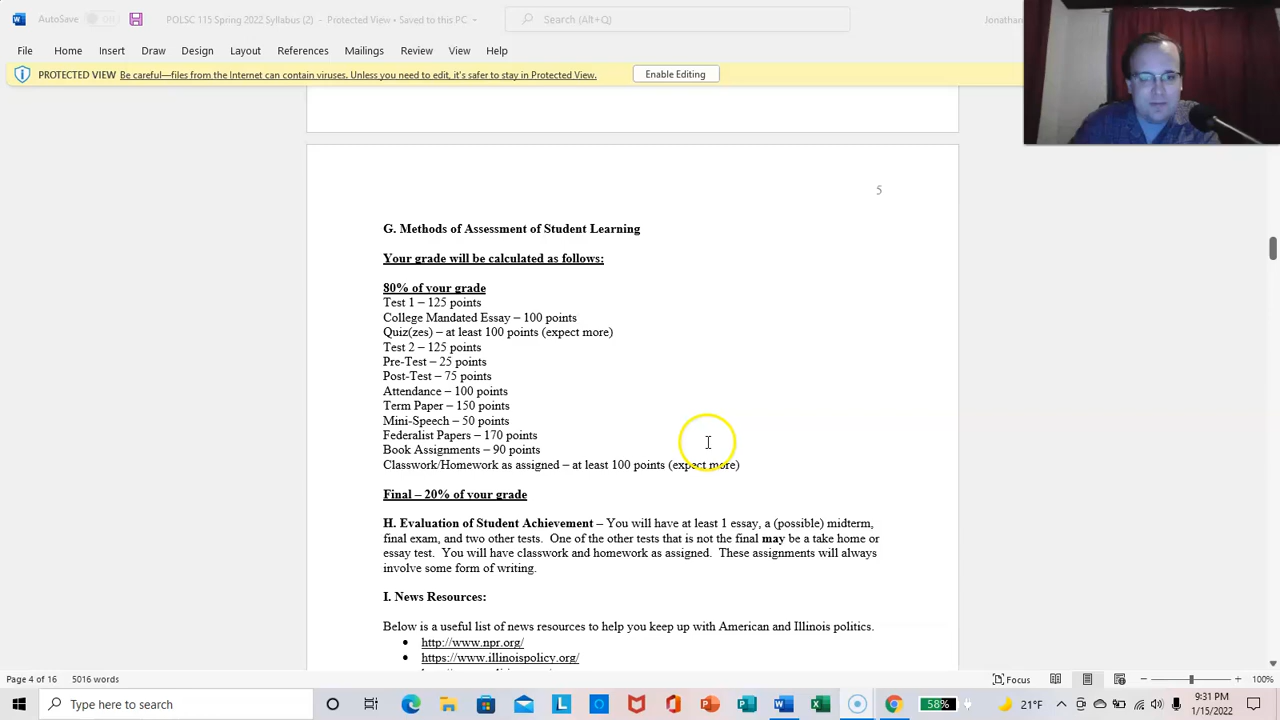 AutoSave Off POLSC 115 Spring 2022 Syllabus (2) - Protected View • Saved to this PC Search (Alt+Q) Jonathan
File Home Insert Draw Design Layout References Mailings Review View Help
PROTECTED VIEW Be careful—files from the Internet can contain viruses. Unless you need to edit, it's safer to stay in Protected View. Enable Editing
5
G. Methods of Assessment of Student Learning
Your grade will be calculated as follows:
80% of your grade
Test 1 – 125 points
College Mandated Essay – 100 points
Quiz(zes) – at least 100 points (expect more)
Test 2 – 125 points
Pre-Test – 25 points
Post-Test – 75 points
Attendance – 100 points
Term Paper – 150 points
Mini-Speech – 50 points
Federalist Papers – 170 points
Book Assignments – 90 points
Classwork/Homework as assigned – at least 100 points (expect more)
Final – 20% of your grade
H. Evaluation of Student Achievement – You will have at least 1 essay, a (possible) midterm,
final exam, and two other tests. One of the other tests that is not the final may be a take home or
essay test. You will have classwork and homework as assigned. These assignments will always
involve some form of writing.
I. News Resources:
Below is a useful list of news resources to help you keep up with American and Illinois politics.
• http://www.npr.org/
• https://www.illinoispolicy.org/
Page 4 of 16 5016 words Focus 100%
Type here to search 58% 21°F 9:31 PM
1/15/2022